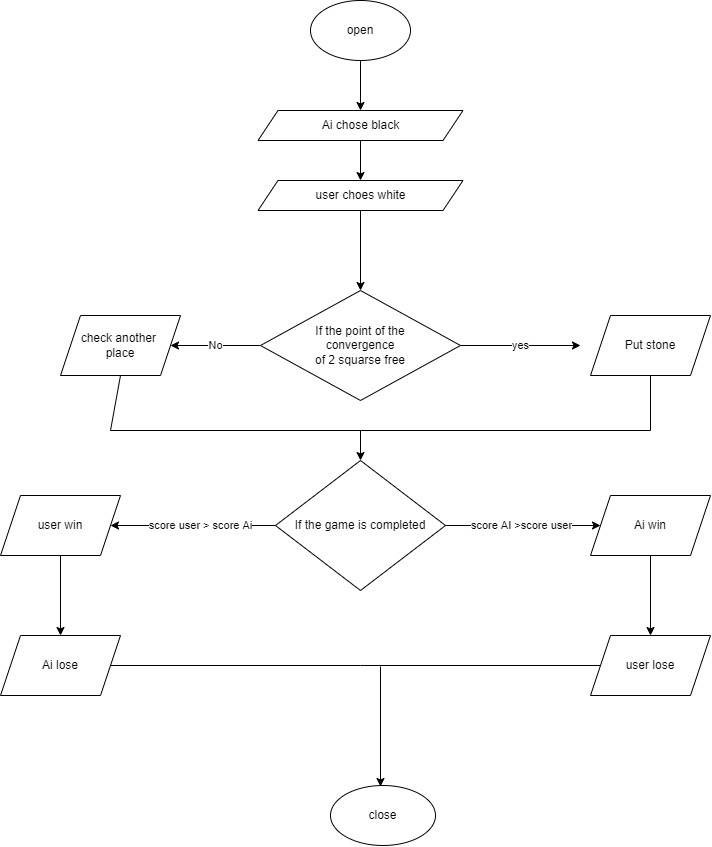 open
Ai chose black
user choes white
If the point of the
convergence
of 2 squarse free
No
yes
check another
place
Put stone
If the game is completed
score user > score Ai
score AI >score user
user win
Ai win
Ai lose
user lose
close